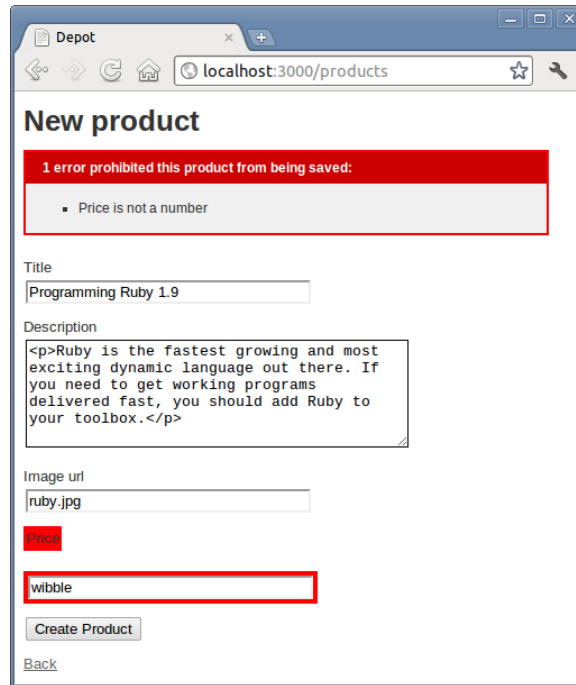 Depot
localhost:3000/products
New product
1 error prohibited this product from being saved:
Price is not a number
Title
Programming Ruby 1.9
Description
<p>Ruby is the fastest growing and most
exciting dynamic language out there. If
you need to get working programs
delivered fast, you should add Ruby to
your toolbox.</p>
Image url
ruby.jpg
Price
wibble
Create Product
Back